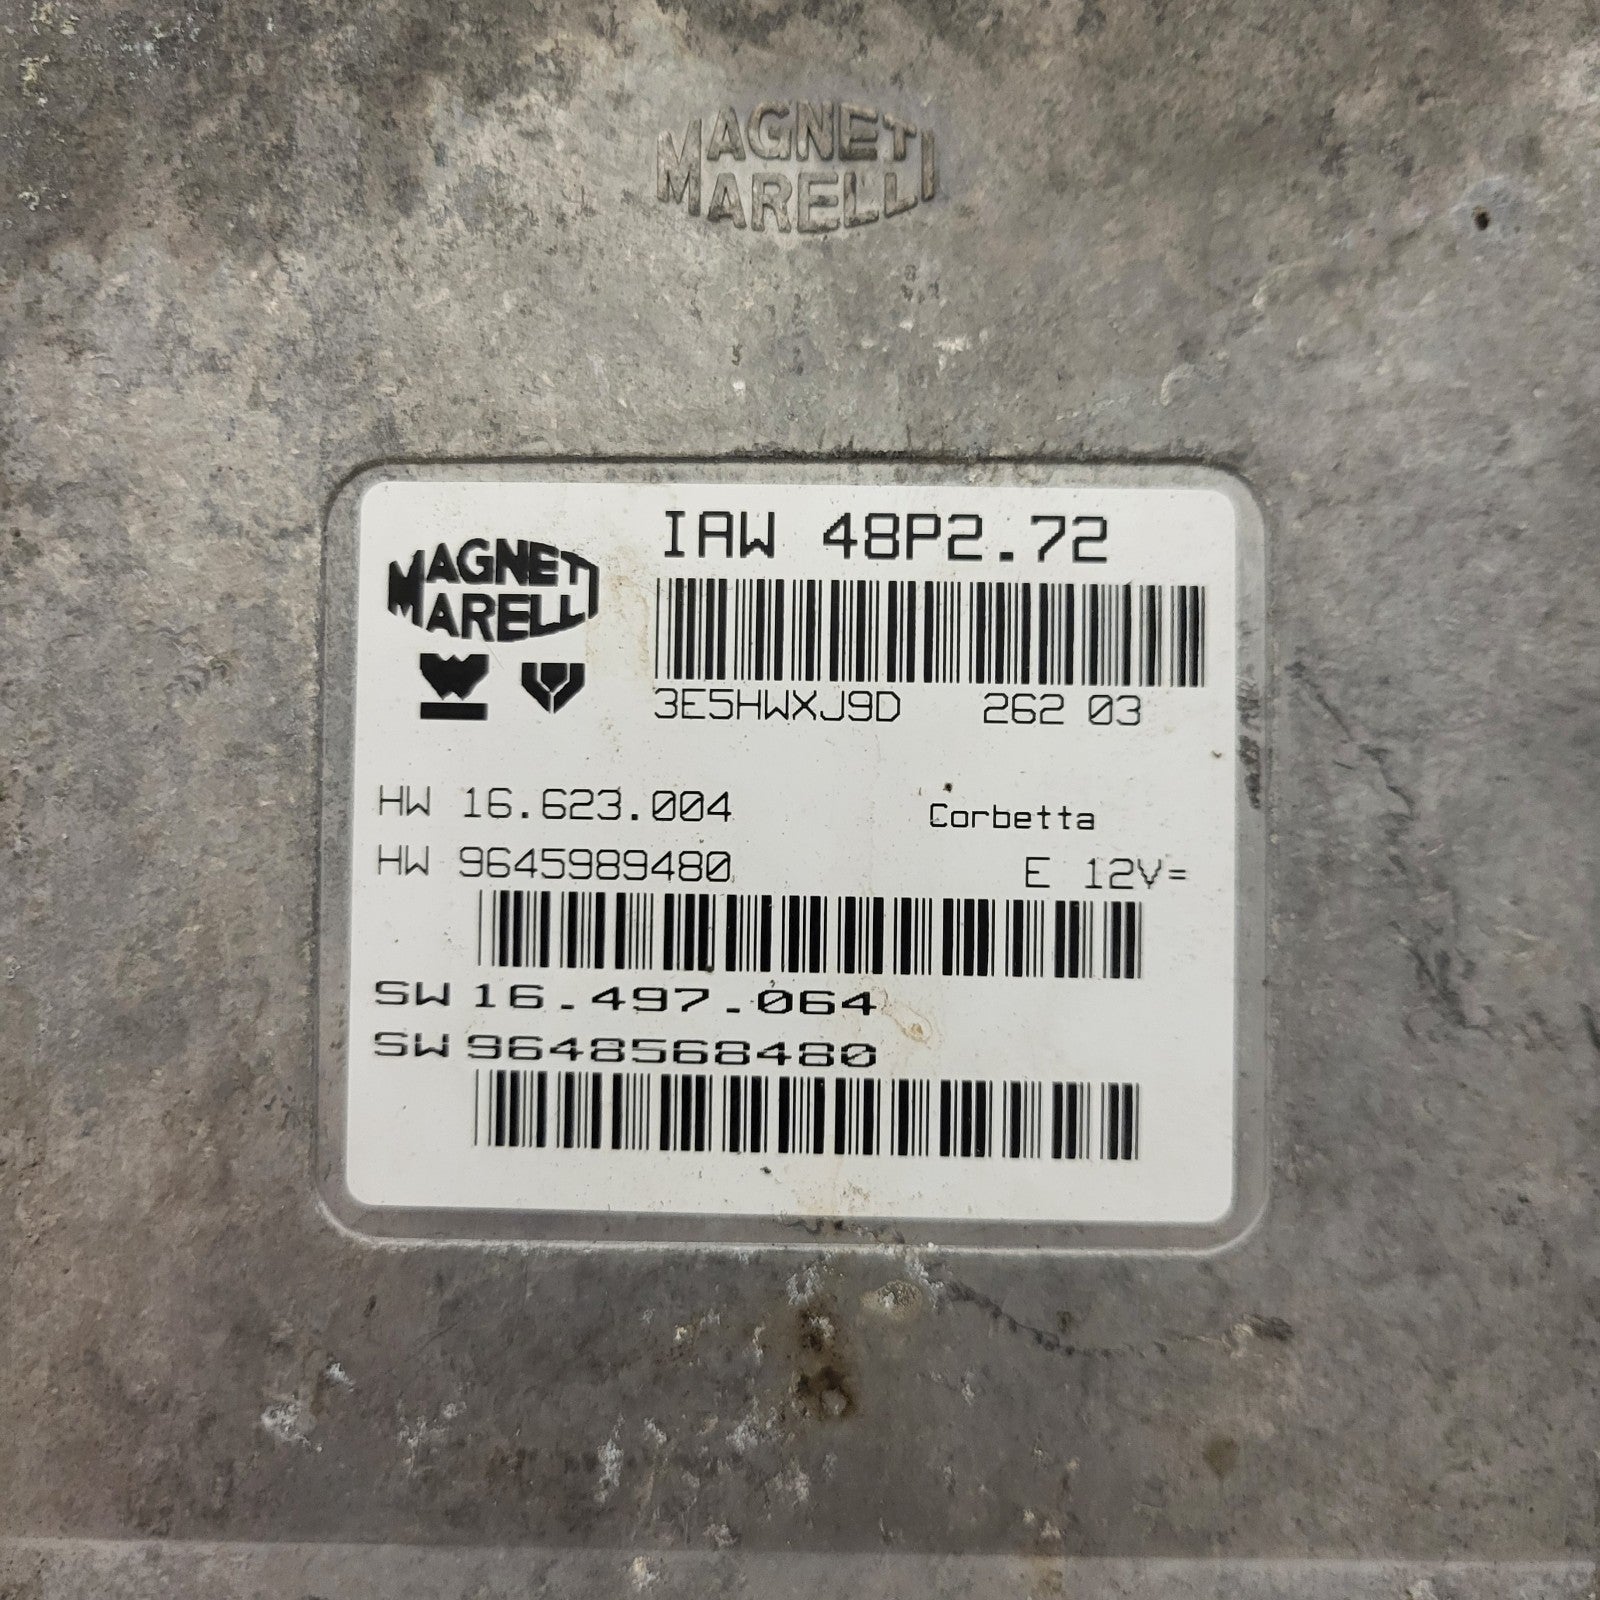 MAGNETI
MARELLI
MAGNETI
MARELLI
IAW 48P2.72
3E5HWXJ9D 262 03
HW 16.623.004 Corbetta
HW 9645989480 E 12V=
SW 16.497.064
SW 9648568480